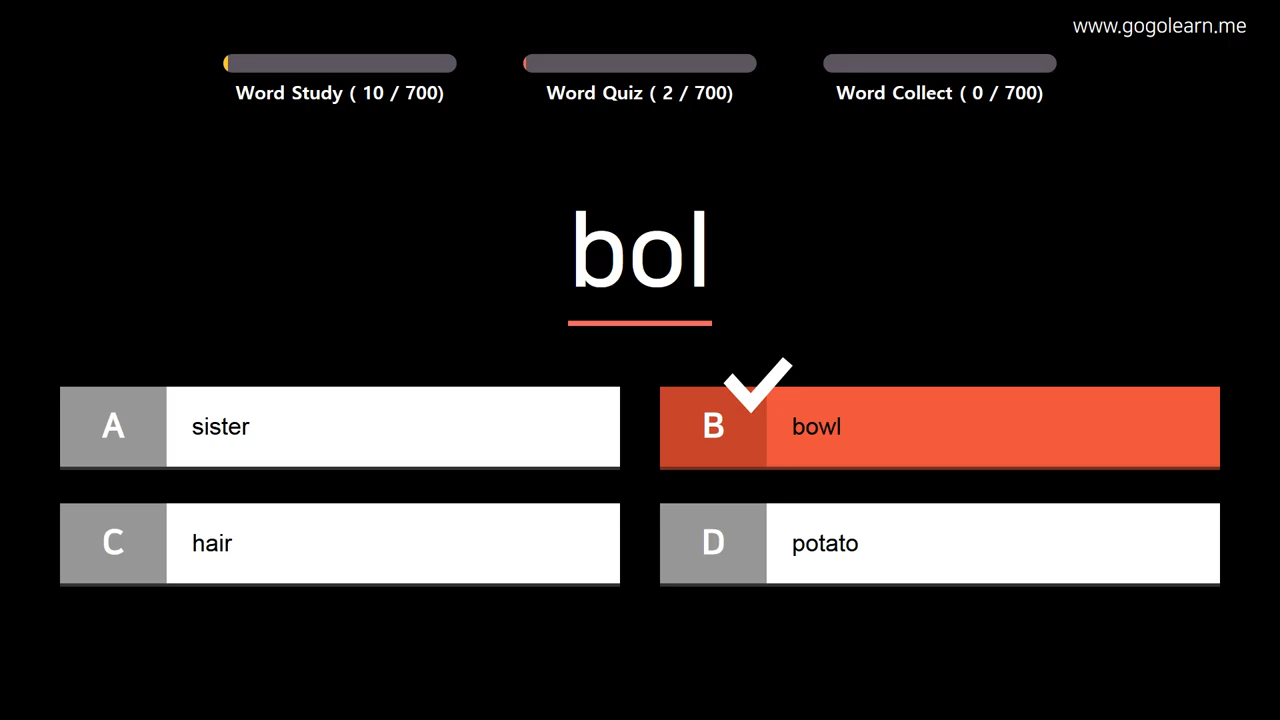 www.gogolearn.me
Word Study ( 10 / 700)
Word Quiz ( 2 / 700)
Word Collect ( 0 / 700)
bol
A sister
B bowl
C hair
D potato